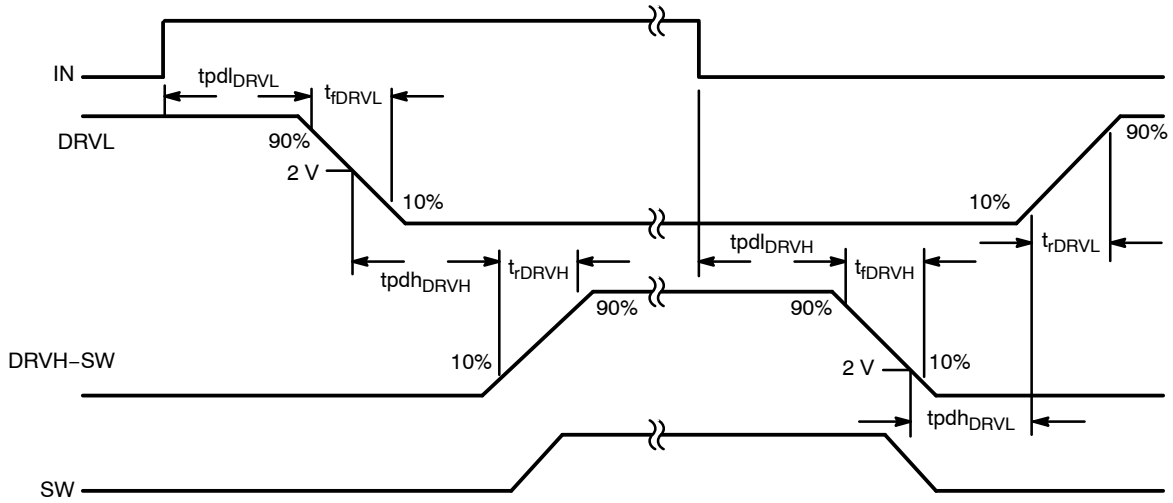 IN
tpdlDRVL
tfDRVL
DRVL
90%
90%
2 V
10%
10%
tpdlDRVH
trDRVL
tpdhDRVH
trDRVH
tfDRVH
90%
90%
DRVH–SW
10%
2 V
10%
tpdhDRVL
SW